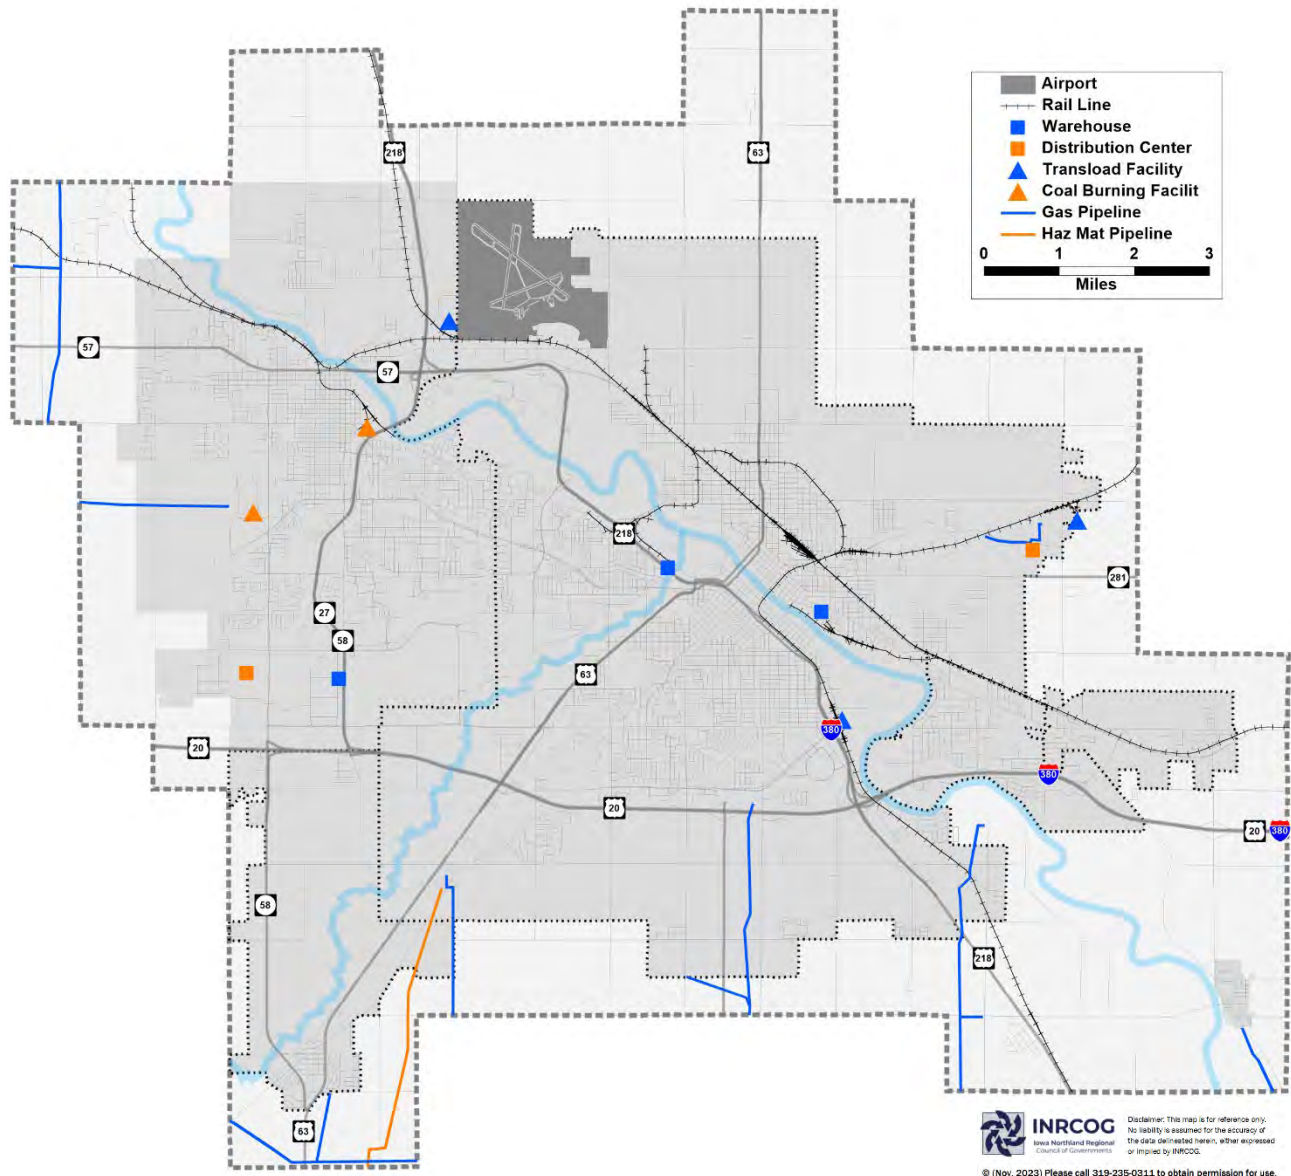 218
63
Airport
Rail Line
Warehouse
Distribution Center
Transload Facility
Coal Burning Facilit
Gas Pipeline
Haz Mat Pipeline
0 1 2 3
Miles
57
57
218
281
27
58
63
380
20
380
20
20
380
58
218
63
INRCOG
Iowa Northland Regional
Council of Governments
Disclaimer: This map is for reference only.
No liability is assumed for the accuracy of
the data delineated herein, either expressed
or implied by INRCOG.
© (Nov. 2023) Please call 319-235-0311 to obtain permission for use.